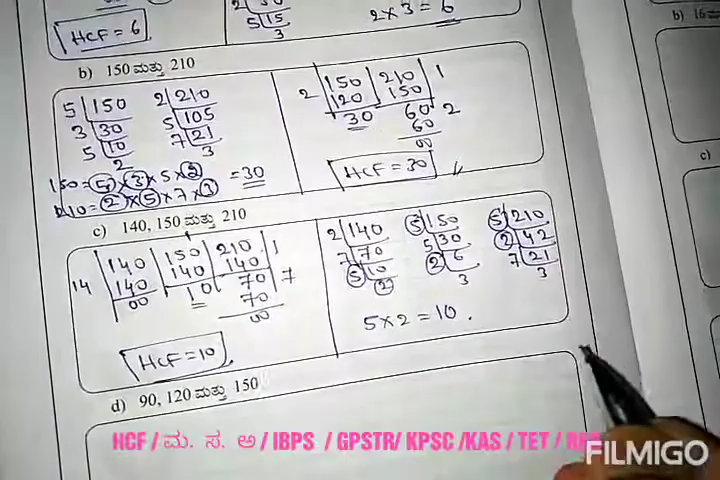 HCF = 6
5 15
3
2 × 3 = 6
b) 16
b) 150 ಮತ್ತು 210
5 150
3 30
5 10
2
2 210
5 105
7 21
3
150 = 5 × 3 × 5 × 2
210 = 2 × 5 × 7 × 3
= 30
2 150 210 1
120 150
30 60 2
60
00
HCF = 30
c)
c) 140, 150 ಮತ್ತು 210
14 140 150 210 1
140 140 140
00 10 70 7
70
00
HCF = 10
2 140
7 70
5 10
2
5 150
5 30
2 6
3
5 210
2 42
7 21
3
5 × 2 = 10.
d) 90, 120 ಮತ್ತು 150
HCF / ಮ. ಸ. ಅ / IBPS / GPSTR/ KPSC /KAS / TET /
FILMIGO